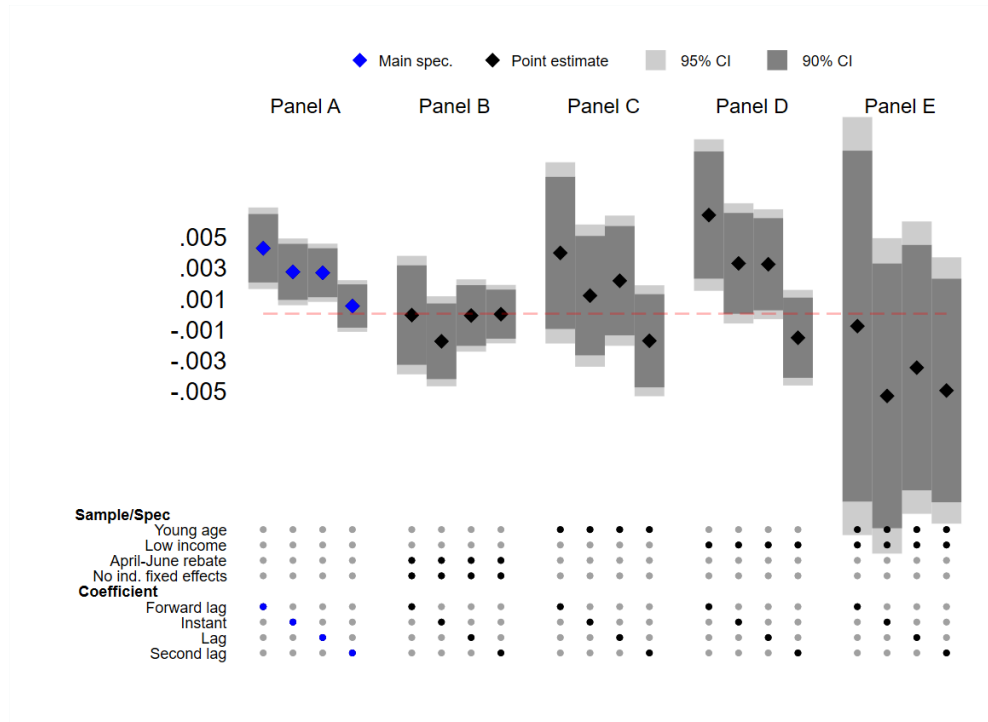 Main spec. Point estimate 95% CI 90% CI
Panel A Panel B Panel C Panel D Panel E
.005
.003
.001
-.001
-.003
-.005
Sample/Spec
Young age
Low income
April-June rebate
No ind. fixed effects
Coefficient
Forward lag
Instant
Lag
Second lag